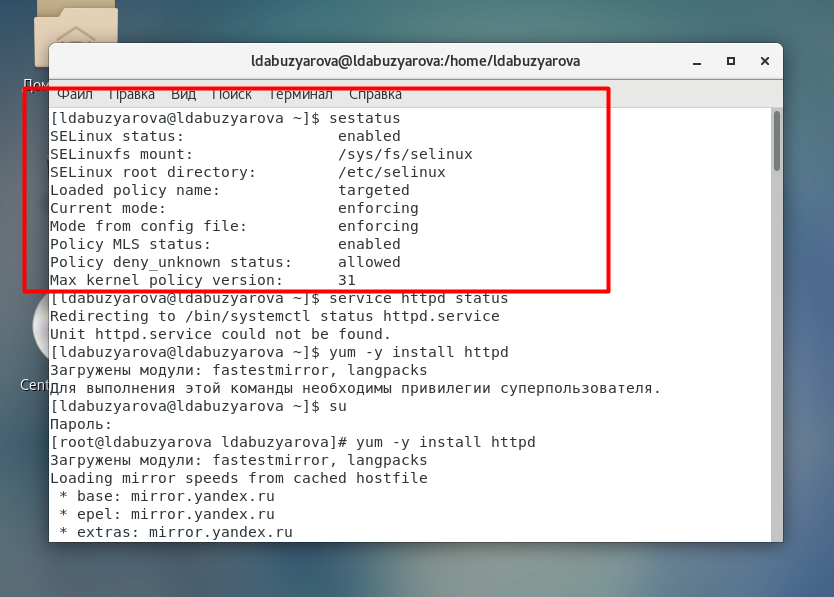 ldabuzyarova@ldabuzyarova:/home/ldabuzyarova
Файл Правка Вид Поиск Терминал Справка
[ldabuzyarova@ldabuzyarova ~]$ sestatus
SELinux status:                 enabled
SELinuxfs mount:                /sys/fs/selinux
SELinux root directory:         /etc/selinux
Loaded policy name:             targeted
Current mode:                   enforcing
Mode from config file:          enforcing
Policy MLS status:              enabled
Policy deny_unknown status:     allowed
Max kernel policy version:      31
[ldabuzyarova@ldabuzyarova ~]$ service httpd status
Redirecting to /bin/systemctl status httpd.service
Unit httpd.service could not be found.
[ldabuzyarova@ldabuzyarova ~]$ yum -y install httpd
Загружены модули: fastestmirror, langpacks
Для выполнения этой команды необходимы привилегии суперпользователя.
[ldabuzyarova@ldabuzyarova ~]$ su
Пароль:
[root@ldabuzyarova ldabuzyarova]# yum -y install httpd
Загружены модули: fastestmirror, langpacks
Loading mirror speeds from cached hostfile
 * base: mirror.yandex.ru
 * epel: mirror.yandex.ru
 * extras: mirror.yandex.ru